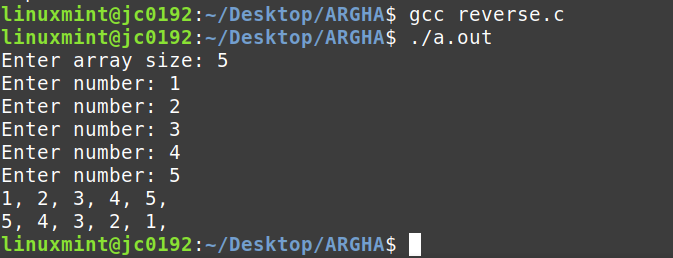 linuxmint@jc0192:~/Desktop/ARGHA$ gcc reverse.c
linuxmint@jc0192:~/Desktop/ARGHA$ ./a.out
Enter array size: 5
Enter number: 1
Enter number: 2
Enter number: 3
Enter number: 4
Enter number: 5
1, 2, 3, 4, 5,
5, 4, 3, 2, 1,
linuxmint@jc0192:~/Desktop/ARGHA$